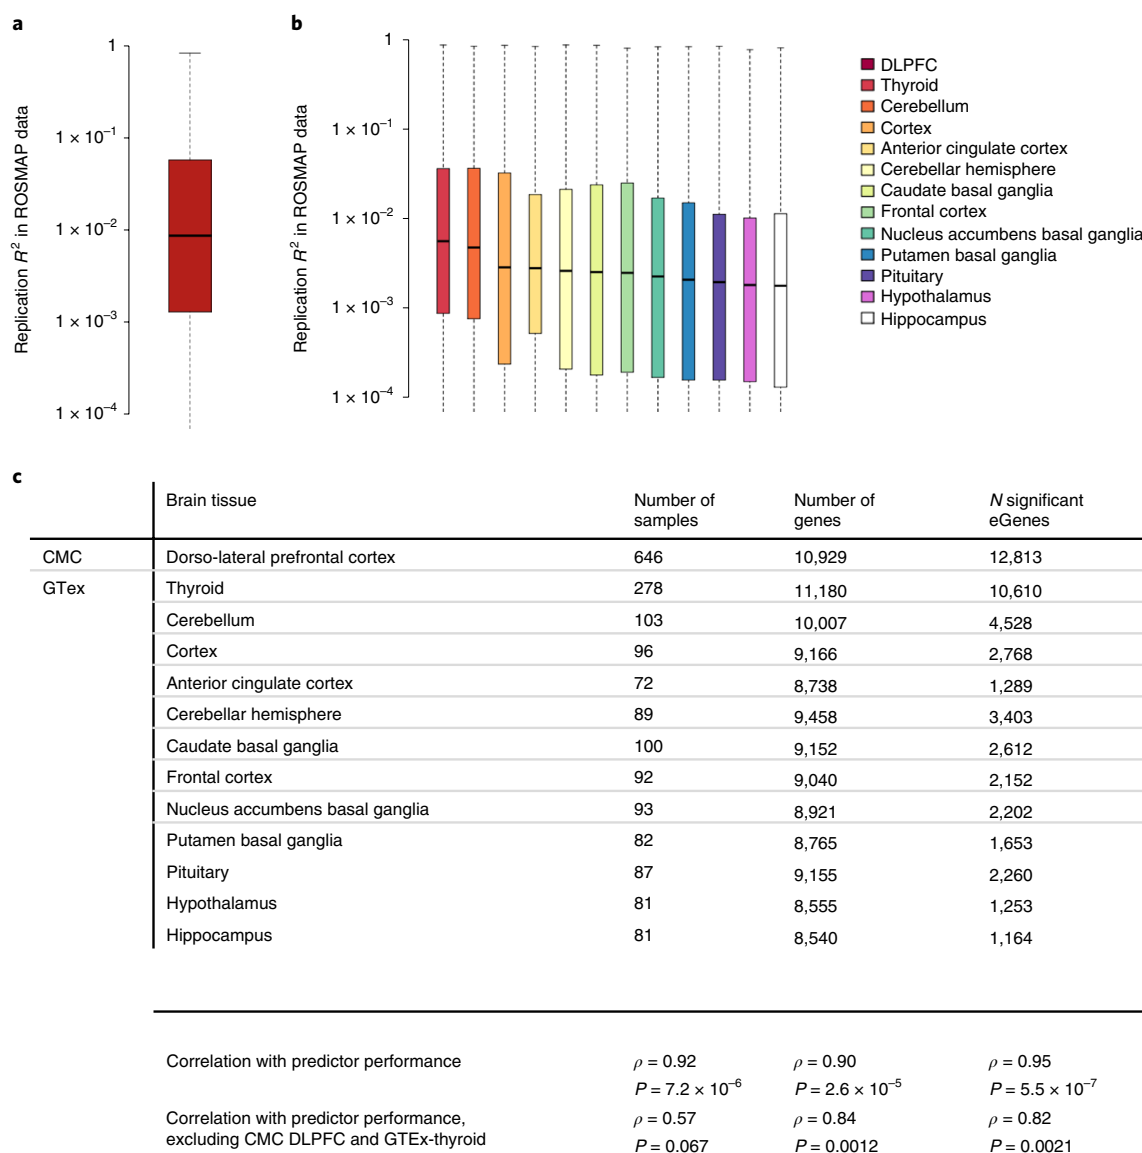 a
Replication R² in ROSMAP data
1
1 × 10⁻¹
1 × 10⁻²
1 × 10⁻³
1 × 10⁻⁴
b
Replication R² in ROSMAP data
1
1 × 10⁻¹
1 × 10⁻²
1 × 10⁻³
1 × 10⁻⁴
DLPFC
Thyroid
Cerebellum
Cortex
Anterior cingulate cortex
Cerebellar hemisphere
Caudate basal ganglia
Frontal cortex
Nucleus accumbens basal ganglia
Putamen basal ganglia
Pituitary
Hypothalamus
Hippocampus
c
Brain tissue Number of samples Number of genes N significant eGenes
CMC Dorso-lateral prefrontal cortex 646 10,929 12,813
GTex Thyroid 278 11,180 10,610
Cerebellum 103 10,007 4,528
Cortex 96 9,166 2,768
Anterior cingulate cortex 72 8,738 1,289
Cerebellar hemisphere 89 9,458 3,403
Caudate basal ganglia 100 9,152 2,612
Frontal cortex 92 9,040 2,152
Nucleus accumbens basal ganglia 93 8,921 2,202
Putamen basal ganglia 82 8,765 1,653
Pituitary 87 9,155 2,260
Hypothalamus 81 8,555 1,253
Hippocampus 81 8,540 1,164
Correlation with predictor performance ρ = 0.92 ρ = 0.90 ρ = 0.95
P = 7.2 × 10⁻⁶ P = 2.6 × 10⁻⁵ P = 5.5 × 10⁻⁷
Correlation with predictor performance, ρ = 0.57 ρ = 0.84 ρ = 0.82
excluding CMC DLPFC and GTEx-thyroid P = 0.067 P = 0.0012 P = 0.0021